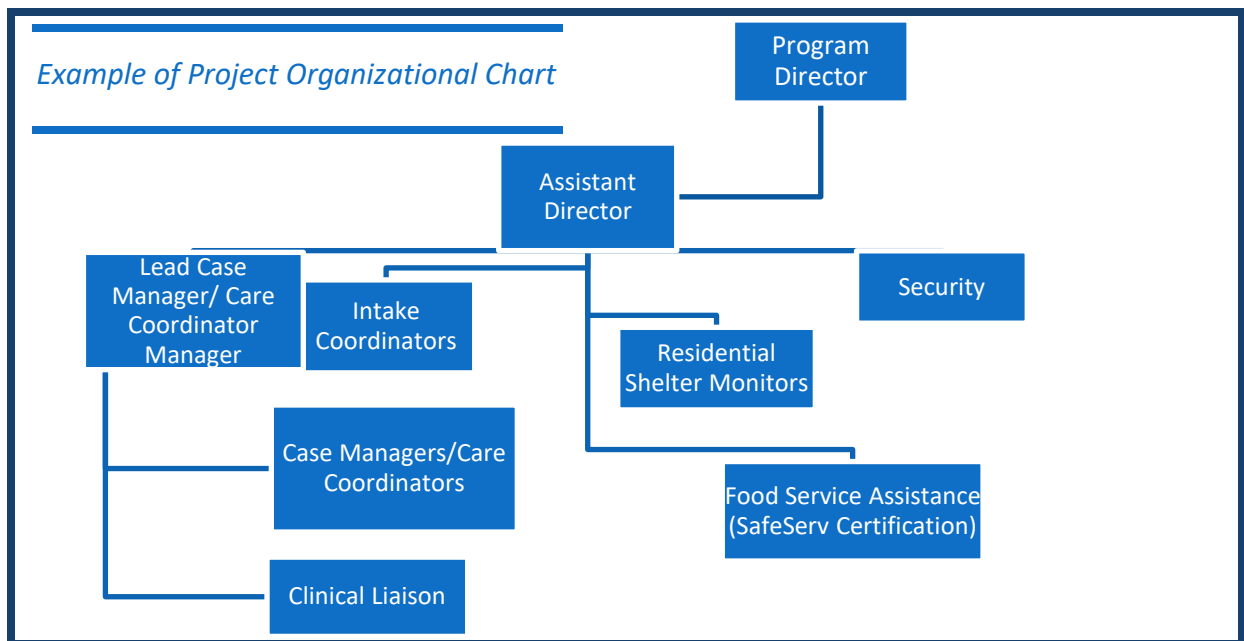 Example of Project Organizational Chart
Program
Director
Assistant
Director
Lead Case
Manager/ Care
Coordinator
Manager
Intake
Coordinators
Residential
Shelter Monitors
Security
Case Managers/Care
Coordinators
Food Service Assistance
(SafeServ Certification)
Clinical Liaison